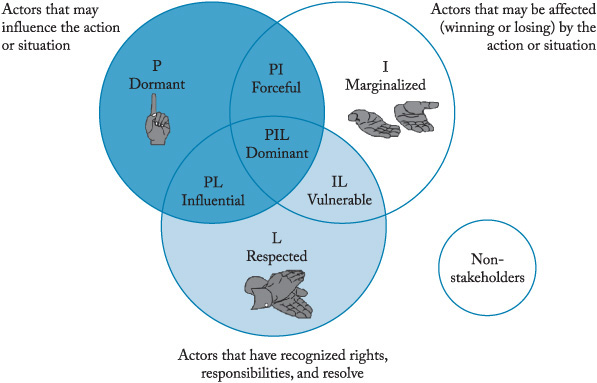 Actors that may
influence the action
or situation
Actors that may be affected
(winning or losing) by the
action or situation
P
Dormant
PI
Forceful
I
Marginalized
PIL
Dominant
PL
Influential
IL
Vulnerable
L
Respected
Non-
stakeholders
Actors that have recognized rights,
responsibilities, and resolve